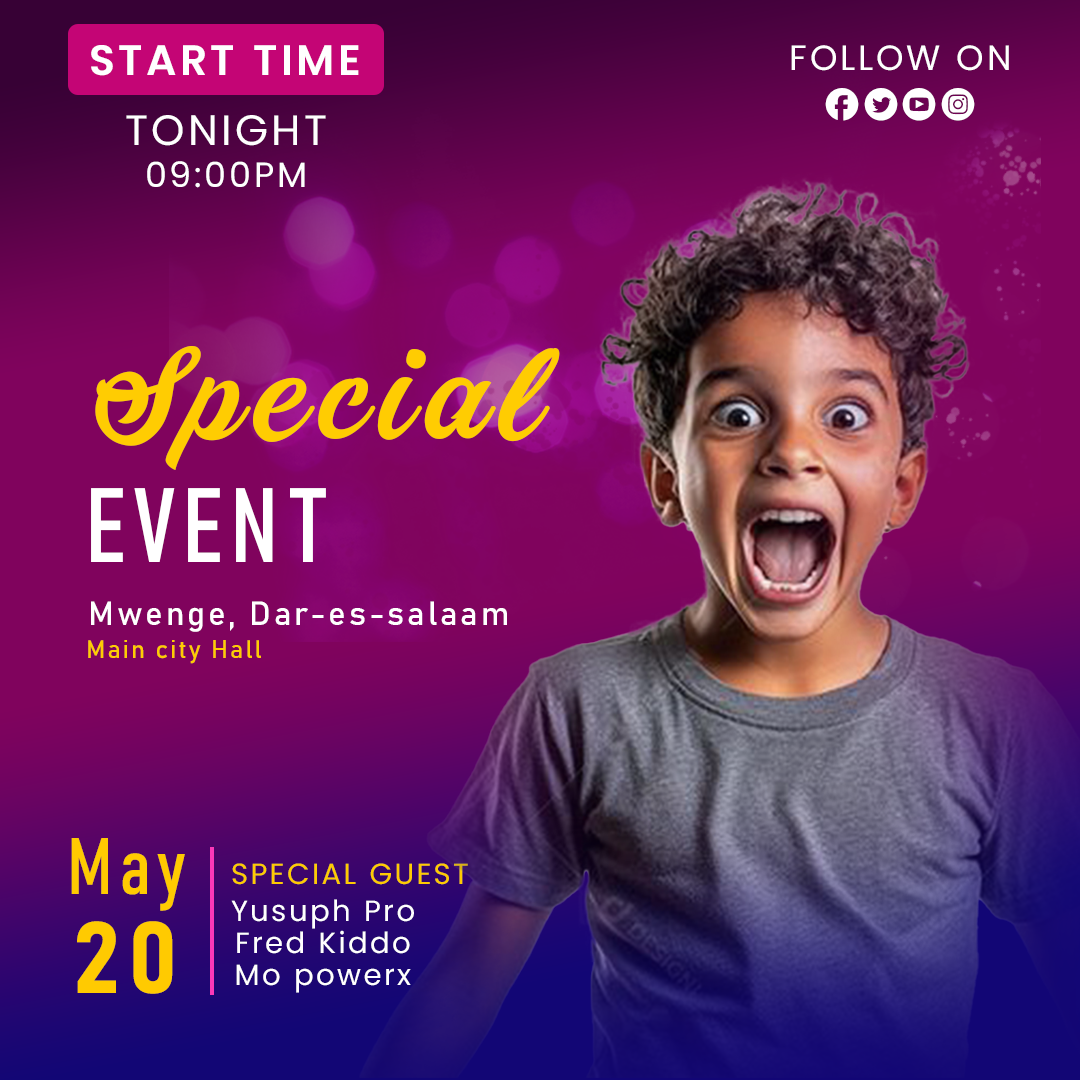 START TIME
TONIGHT
09:00PM
FOLLOW ON
Special
EVENT
Mwenge, Dar-es-salaam
Main city Hall
May
20
SPECIAL GUEST
Yusuph Pro
Fred Kiddo
Mo powerx